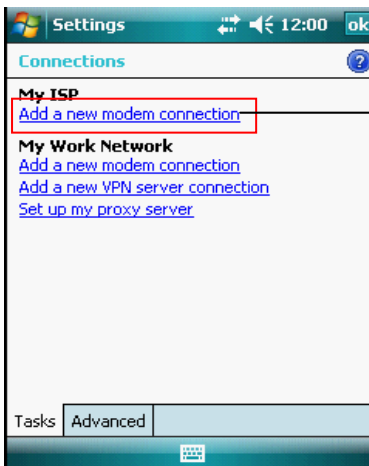 Settings 12:00 ok
Connections ?
My ISP
Add a new modem connection
My Work Network
Add a new modem connection
Add a new VPN server connection
Set up my proxy server
Tasks Advanced